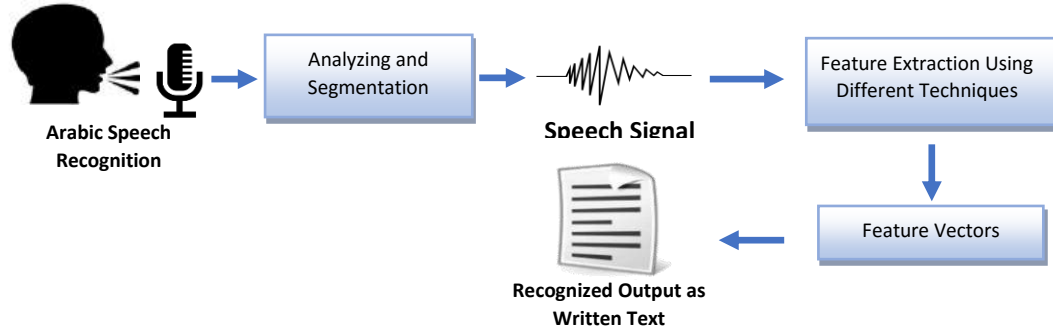 Arabic Speech
Recognition
Analyzing and
Segmentation
Speech Signal
Feature Extraction Using
Different Techniques
Feature Vectors
Recognized Output as
Written Text